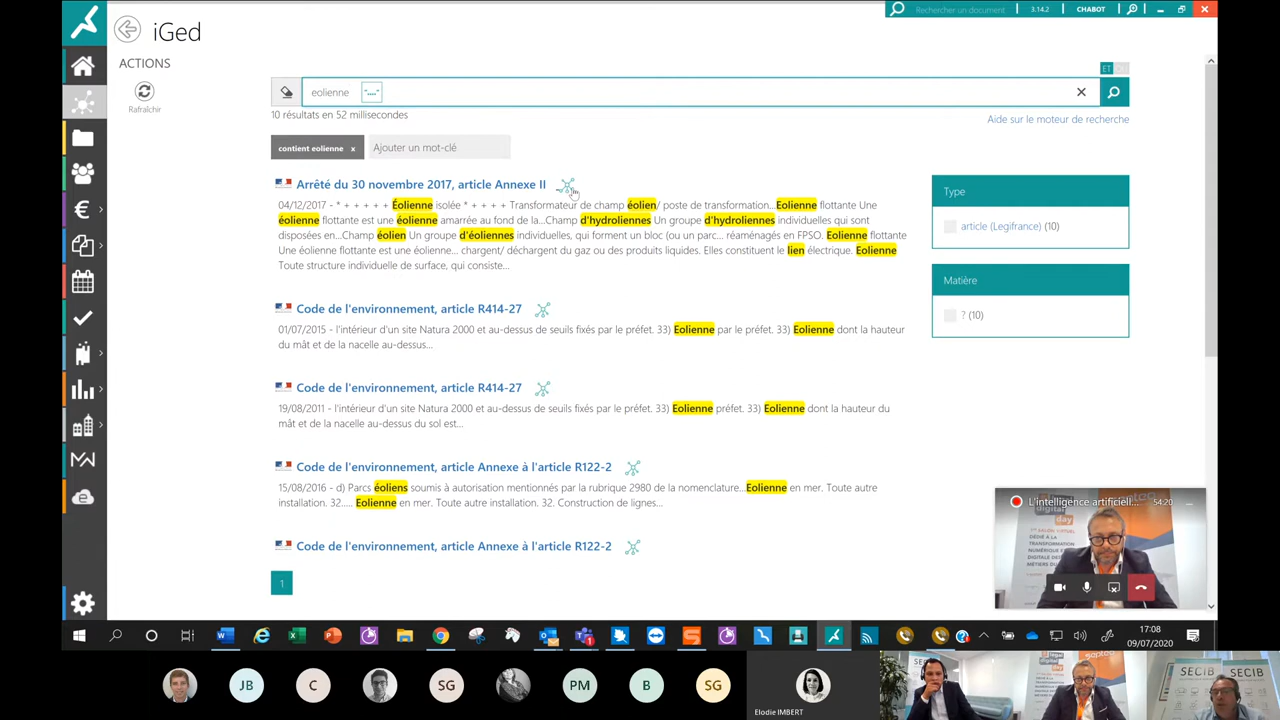 iGed
Rechercher un document
3.14.2
CHABOT
ACTIONS
Rafraîchir
eolienne "...."
ET OU
10 résultats en 52 millisecondes
Aide sur le moteur de recherche
contient eolienne x
Ajouter un mot-clé
Arrêté du 30 novembre 2017, article Annexe II
04/12/2017 - * + + + + + Éolienne isolée * + + + + Transformateur de champ éolien/ poste de transformation...Eolienne flottante Une
éolienne flottante est une éolienne amarrée au fond de la...Champ d'hydroliennes Un groupe d'hydroliennes individuelles qui sont
disposées en...Champ éolien Un groupe d'éoliennes individuelles, qui forment un bloc (ou un parc... réaménagés en FPSO. Eolienne flottante
Une éolienne flottante est une éolienne... chargent/ déchargent du gaz ou des produits liquides. Elles constituent le lien électrique. Eolienne
Toute structure individuelle de surface, qui consiste...
Code de l'environnement, article R414-27
01/07/2015 - l'intérieur d'un site Natura 2000 et au-dessus de seuils fixés par le préfet. 33) Eolienne par le préfet. 33) Eolienne dont la hauteur
du mât et de la nacelle au-dessus...
Code de l'environnement, article R414-27
19/08/2011 - l'intérieur d'un site Natura 2000 et au-dessus de seuils fixés par le préfet. 33) Eolienne préfet. 33) Eolienne dont la hauteur du
mât et de la nacelle au-dessus du sol est...
Code de l'environnement, article Annexe à l'article R122-2
15/08/2016 - d) Parcs éoliens soumis à autorisation mentionnés par la rubrique 2980 de la nomenclature...Eolienne en mer. Toute autre
installation. 32..... Eolienne en mer. Toute autre installation. 32. Construction de lignes...
Code de l'environnement, article Annexe à l'article R122-2
1
Type
article (Legifrance) (10)
Matière
? (10)
L'intelligence artificiell... 54:20
digital
day
17:08
09/07/2020
JB
C
SG
PM
B
SG
Elodie IMBERT
septeo
SECIB
SECIB